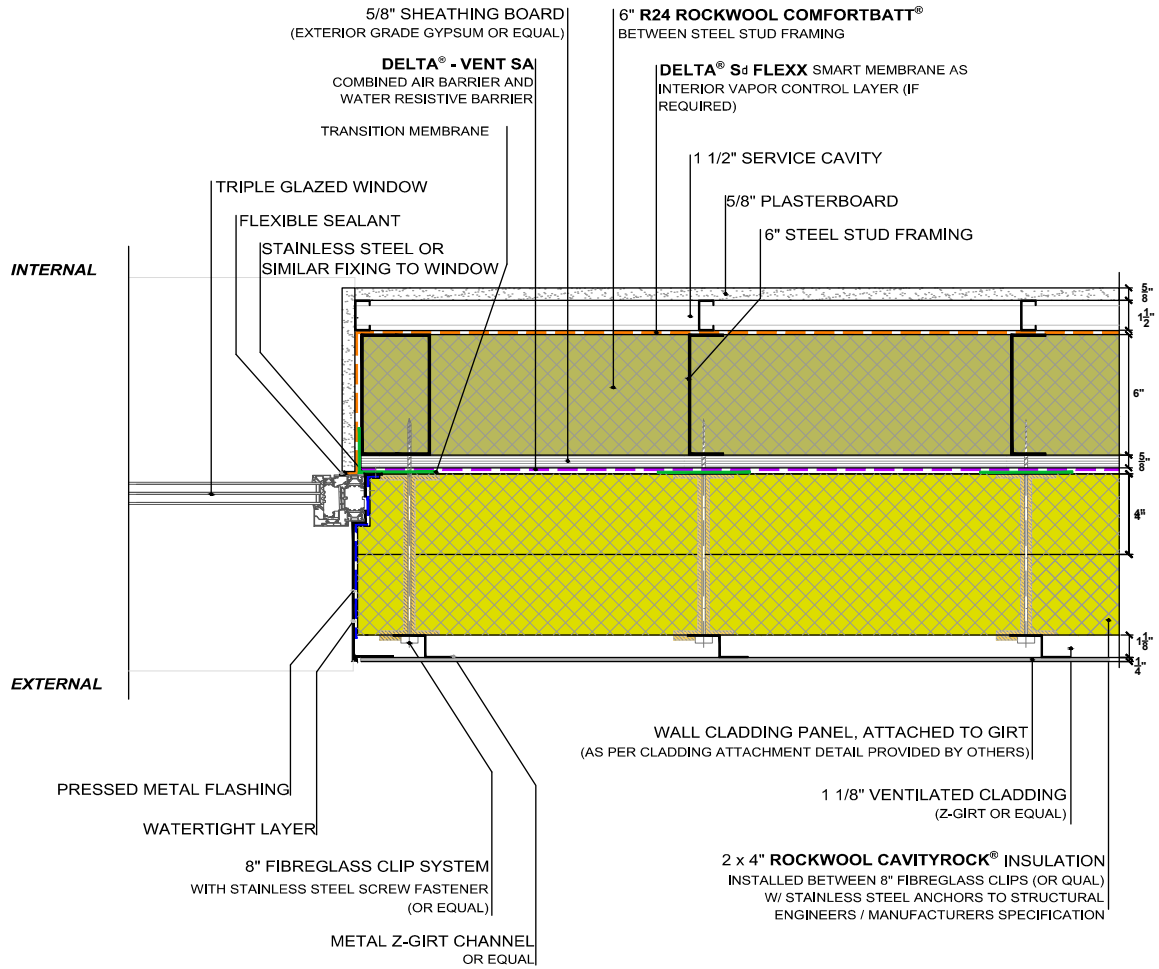 5/8" SHEATHING BOARD
(EXTERIOR GRADE GYPSUM OR EQUAL)
6" R24 ROCKWOOL COMFORTBATT®
BETWEEN STEEL STUD FRAMING
DELTA® - VENT SA
COMBINED AIR BARRIER AND
WATER RESISTIVE BARRIER
DELTA® Sd FLEXX SMART MEMBRANE AS
INTERIOR VAPOR CONTROL LAYER (IF
REQUIRED)
TRANSITION MEMBRANE
1 1/2" SERVICE CAVITY
TRIPLE GLAZED WINDOW
5/8" PLASTERBOARD
FLEXIBLE SEALANT
6" STEEL STUD FRAMING
STAINLESS STEEL OR
SIMILAR FIXING TO WINDOW
INTERNAL
5/8"
1 1/2"
6"
5/8"
4"
1 1/8"
1/4"
EXTERNAL
WALL CLADDING PANEL, ATTACHED TO GIRT
(AS PER CLADDING ATTACHMENT DETAIL PROVIDED BY OTHERS)
PRESSED METAL FLASHING
1 1/8" VENTILATED CLADDING
(Z-GIRT OR EQUAL)
WATERTIGHT LAYER
8" FIBREGLASS CLIP SYSTEM
WITH STAINLESS STEEL SCREW FASTENER
(OR EQUAL)
2 x 4" ROCKWOOL CAVITYROCK® INSULATION
INSTALLED BETWEEN 8" FIBREGLASS CLIPS (OR QUAL)
W/ STAINLESS STEEL ANCHORS TO STRUCTURAL
ENGINEERS / MANUFACTURERS SPECIFICATION
METAL Z-GIRT CHANNEL
OR EQUAL